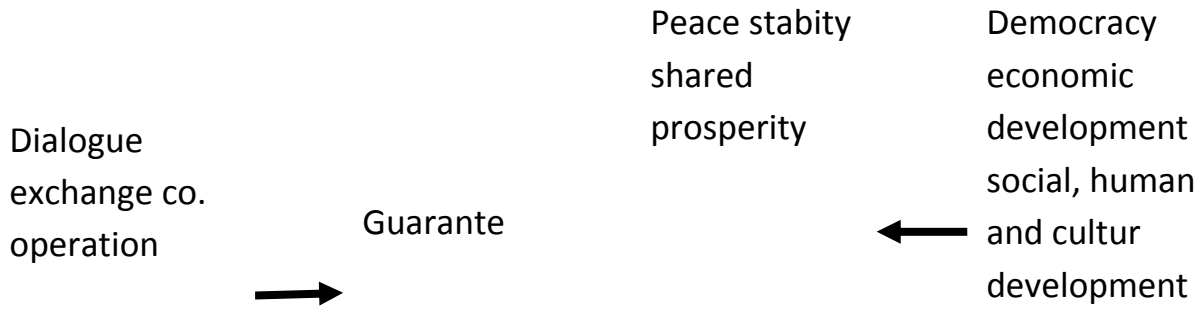 Dialogue
exchange co.
operation
Guarante
Peace stabity
shared
prosperity
Democracy
economic
development
social, human
and cultur
development